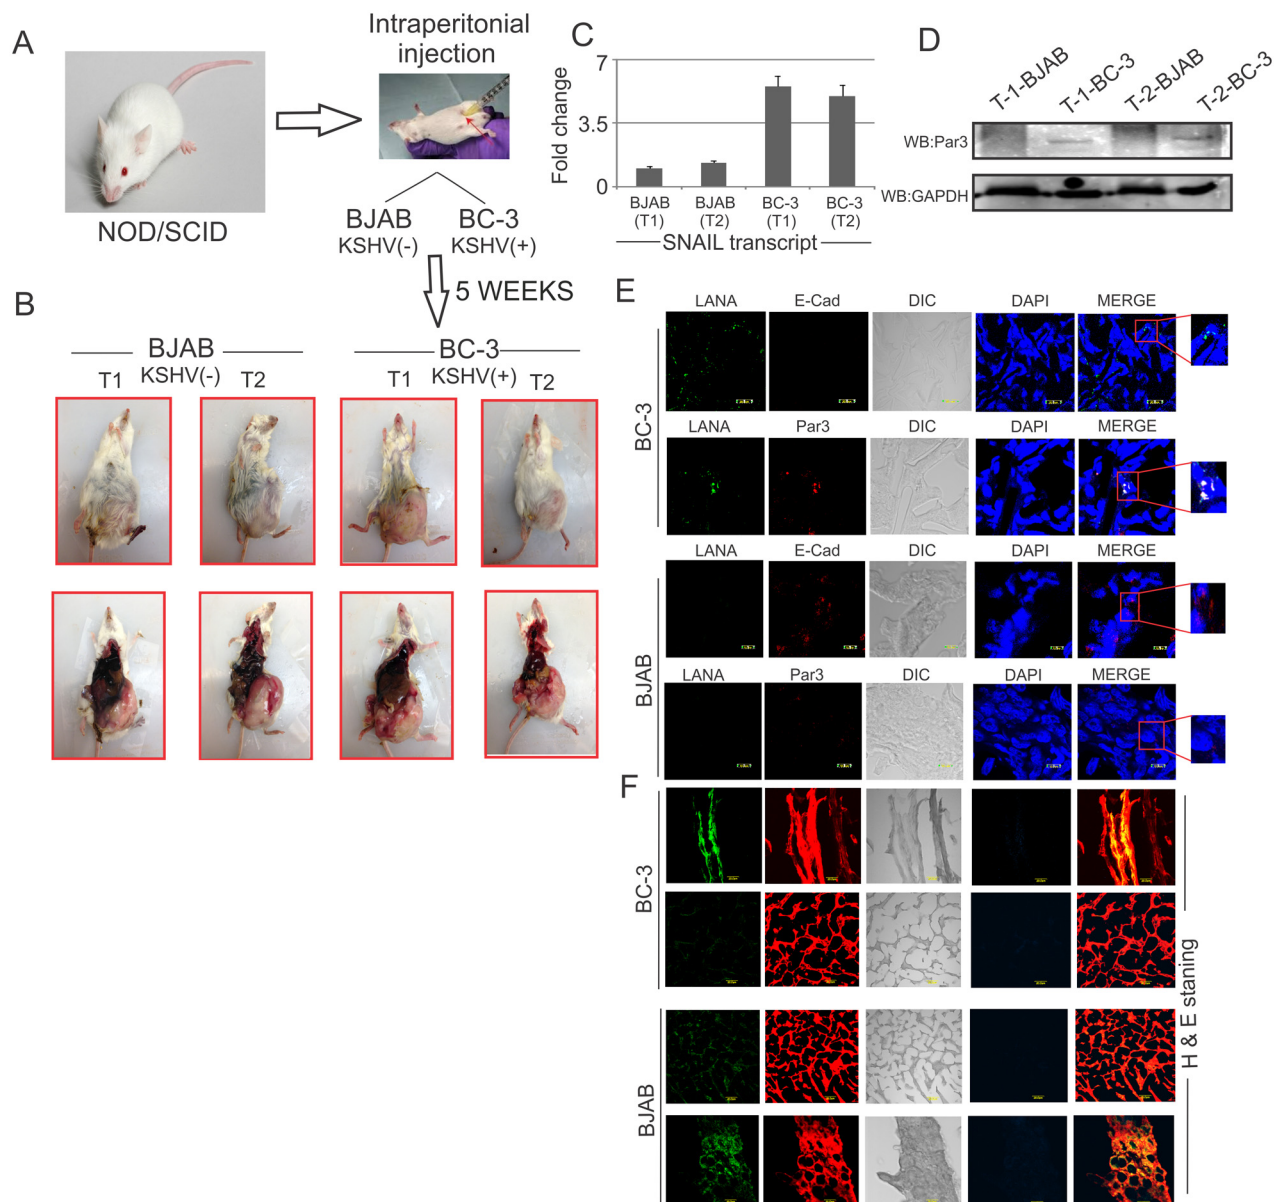 A
Intraperitonial
injection
NOD/SCID
BJAB
KSHV(-)
BC-3
KSHV(+)
5 WEEKS
B
BJAB
KSHV(-)
T1
T2
BC-3
KSHV(+)
T1
T2
C
Fold change
7
3.5
0
BJAB
(T1)
BJAB
(T2)
BC-3
(T1)
BC-3
(T2)
SNAIL transcript
D
T-1-BJAB
T-1-BC-3
T-2-BJAB
T-2-BC-3
WB:Par3
WB:GAPDH
E
BC-3
LANA E-Cad DIC DAPI MERGE
LANA Par3 DIC DAPI MERGE
BJAB
LANA E-Cad DIC DAPI MERGE
LANA Par3 DIC DAPI MERGE
F
BC-3
BJAB
H & E staning